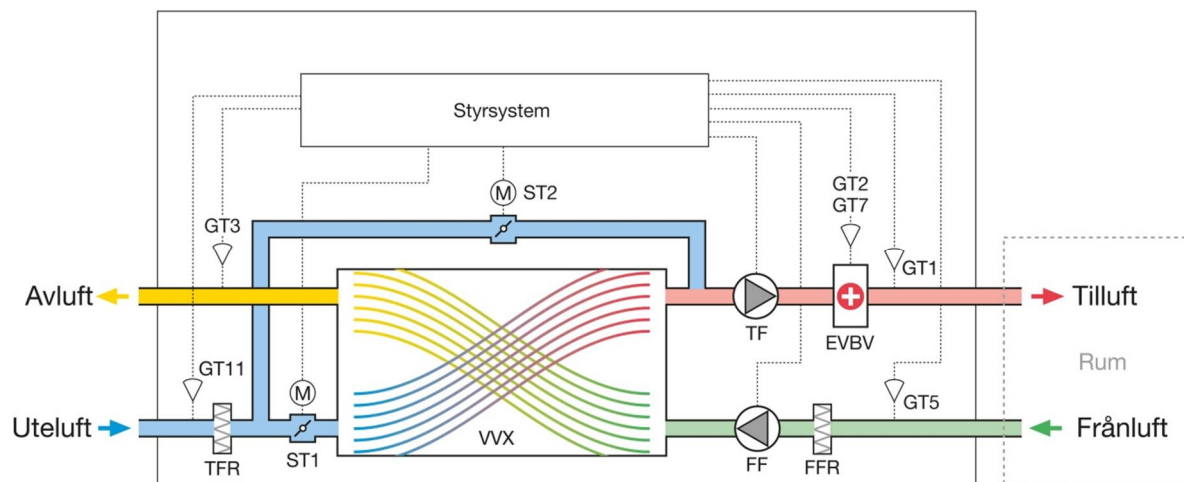 Styrsystem
M
ST2
GT2
GT7
GT3
GT1
Avluft
Tilluft
TF
EVBV
Rum
GT11
M
GT5
Uteluft
Frånluft
TFR
ST1
VVX
FF
FFR